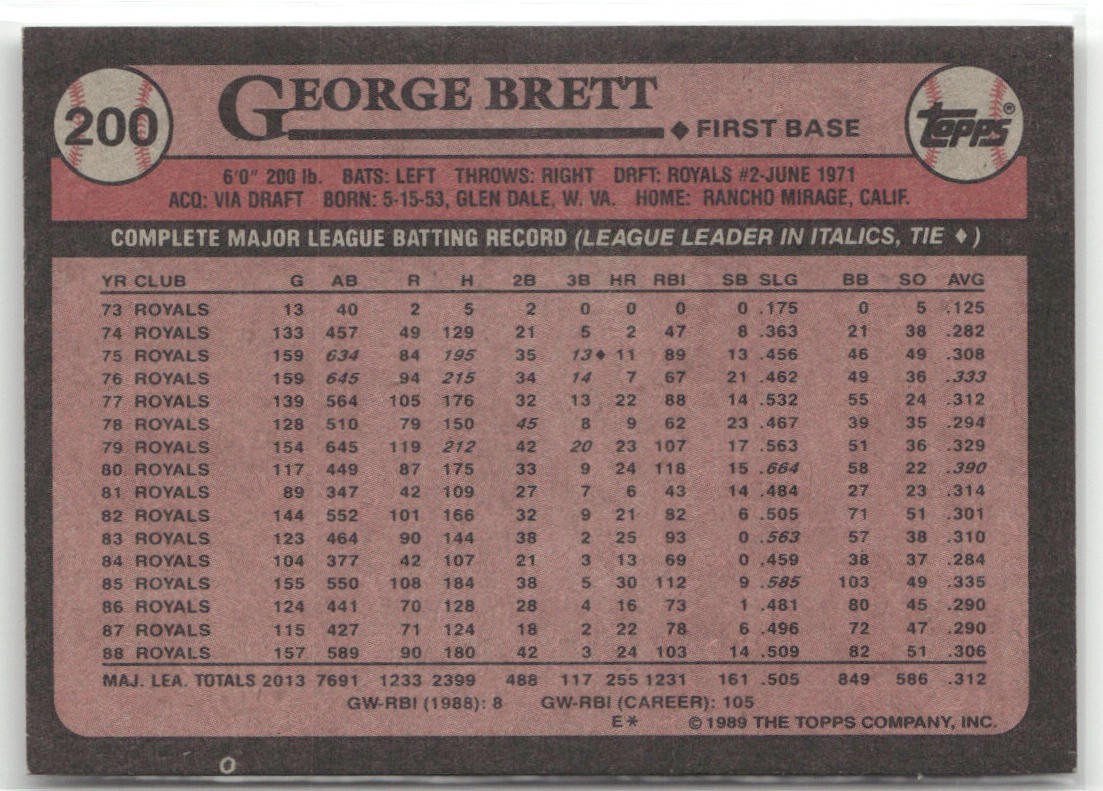 200
GEORGE BRETT
♦ FIRST BASE
topps®
6'0" 200 lb. BATS: LEFT THROWS: RIGHT DRFT: ROYALS #2-JUNE 1971
ACQ: VIA DRAFT BORN: 5-15-53, GLEN DALE, W. VA. HOME: RANCHO MIRAGE, CALIF.
COMPLETE MAJOR LEAGUE BATTING RECORD (LEAGUE LEADER IN ITALICS, TIE ♦)
YR CLUB G AB R H 2B 3B HR RBI SB SLG BB SO AVG
73 ROYALS 13 40 2 5 2 0 0 0 0 .175 0 5 .125
74 ROYALS 133 457 49 129 21 5 2 47 8 .363 21 38 .282
75 ROYALS 159 634 84 195 35 13♦ 11 89 13 .456 46 49 .308
76 ROYALS 159 645 94 215 34 14 7 67 21 .462 49 36 .333
77 ROYALS 139 564 105 176 32 13 22 88 14 .532 55 24 .312
78 ROYALS 128 510 79 150 45 8 9 62 23 .467 39 35 .294
79 ROYALS 154 645 119 212 42 20 23 107 17 .563 51 36 .329
80 ROYALS 117 449 87 175 33 9 24 118 15 .664 58 22 .390
81 ROYALS 89 347 42 109 27 7 6 43 14 .484 27 23 .314
82 ROYALS 144 552 101 166 32 9 21 82 6 .505 71 51 .301
83 ROYALS 123 464 90 144 38 2 25 93 0 .563 57 38 .310
84 ROYALS 104 377 42 107 21 3 13 69 0 .459 38 37 .284
85 ROYALS 155 550 108 184 38 5 30 112 9 .585 103 49 .335
86 ROYALS 124 441 70 128 28 4 16 73 1 .481 80 45 .290
87 ROYALS 115 427 71 124 18 2 22 78 6 .496 72 47 .290
88 ROYALS 157 589 90 180 42 3 24 103 14 .509 82 51 .306
MAJ. LEA. TOTALS 2013 7691 1233 2399 488 117 255 1231 161 .505 849 586 .312
GW-RBI (1988): 8 GW-RBI (CAREER): 105
E* ©1989 THE TOPPS COMPANY, INC.